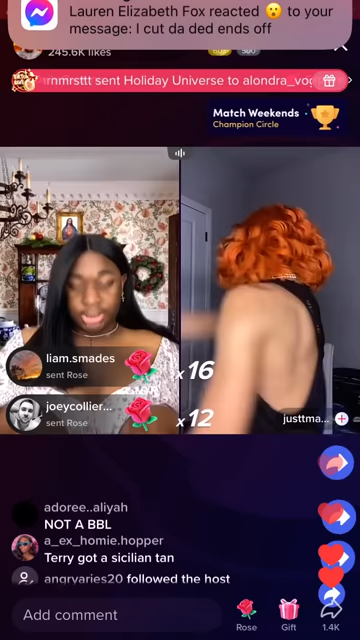 Lauren Elizabeth Fox reacted 😮 to your
message: I cut da ded ends off
245.6K likes
sent Holiday Universe to alondra_vog
Match Weekends
Champion Circle
liam.smades
sent Rose
x16
joeycollier...
sent Rose
x12
justtma...
adoree..aliyah
NOT A BBL
a_ex_homie.hopper
Terry got a sicilian tan
angryaries20 followed the host
Add comment
Rose
Gift
1.4K